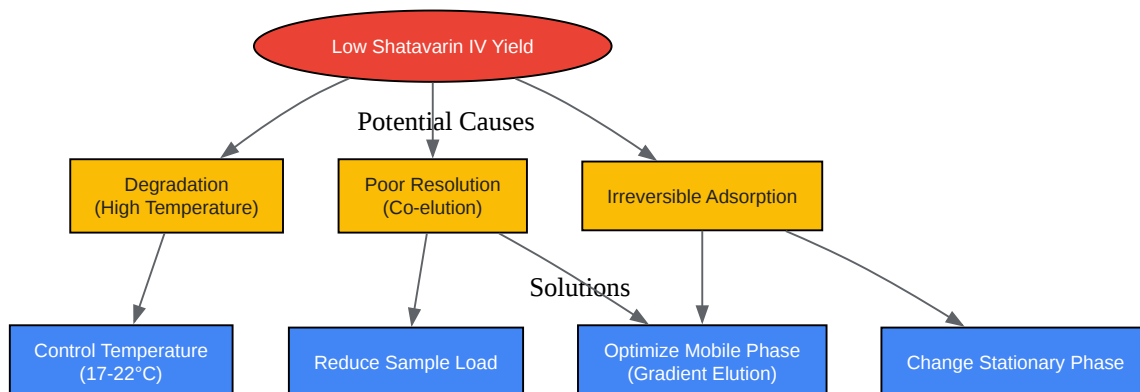 Low Shatavarin IV Yield
Potential Causes
Degradation
(High Temperature)
Poor Resolution
(Co-elution)
Irreversible Adsorption
Solutions
Control Temperature
(17-22°C)
Reduce Sample Load
Optimize Mobile Phase
(Gradient Elution)
Change Stationary Phase